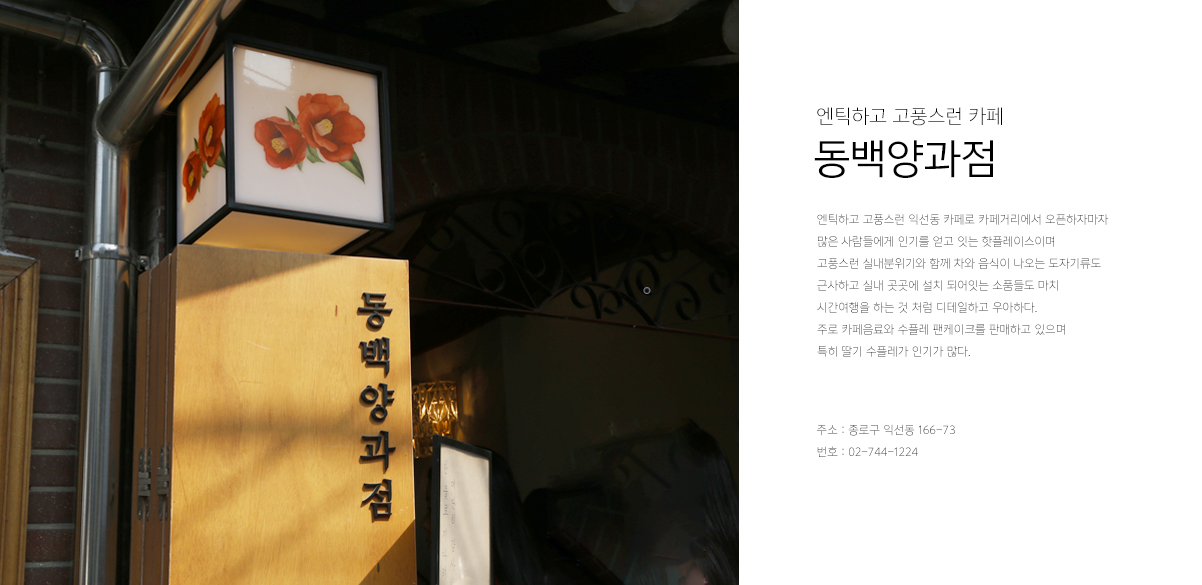 동백양과점
엔틱하고 고풍스런 카페
동백양과점
엔틱하고 고풍스런 익선동 카페로 카페거리에서 오픈하자마자
많은 사람들에게 인기를 얻고 잇는 핫플레이스이며
고풍스런 실내분위기와 함께 차와 음식이 나오는 도자기류도
근사하고 실내 곳곳에 설치 되어잇는 소품들도 마치
시간여행을 하는 것 처럼 디테일하고 우아하다.
주로 카페음료와 수플레 팬케이크를 판매하고 있으며
특히 딸기 수플레가 인기가 많다.
주소 : 종로구 익선동 166-73
번호 : 02-744-1224